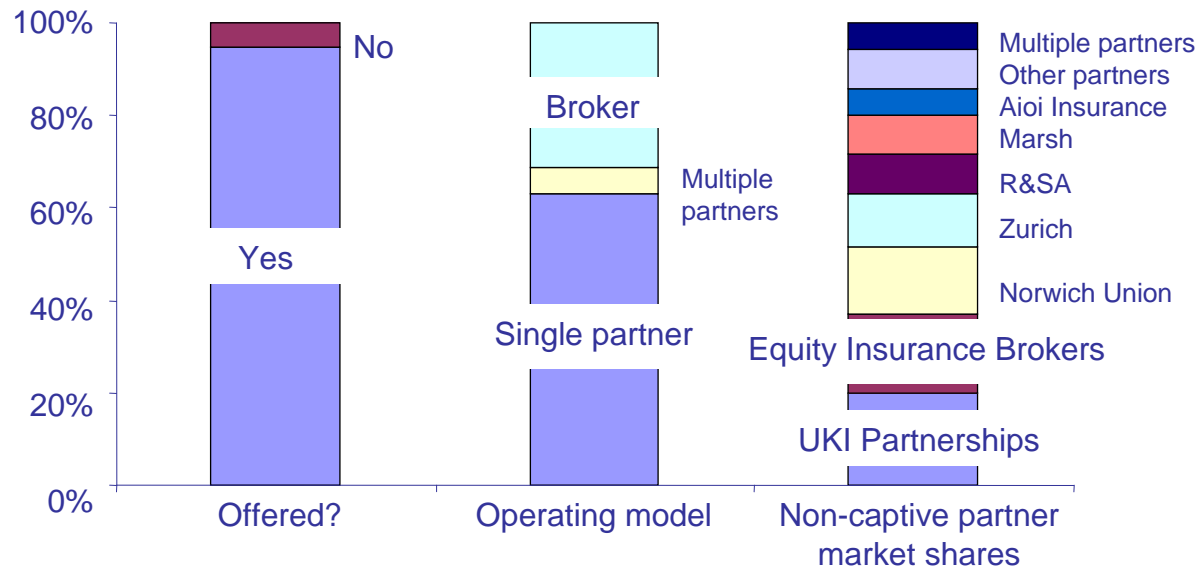 100%
80%
60%
40%
20%
0%
No
Yes
Offered?
Broker
Multiple
partners
Single partner
Operating model
Multiple partners
Other partners
Aioi Insurance
Marsh
R&SA
Zurich
Norwich Union
Equity Insurance Brokers
UKI Partnerships
Non-captive partner
market shares